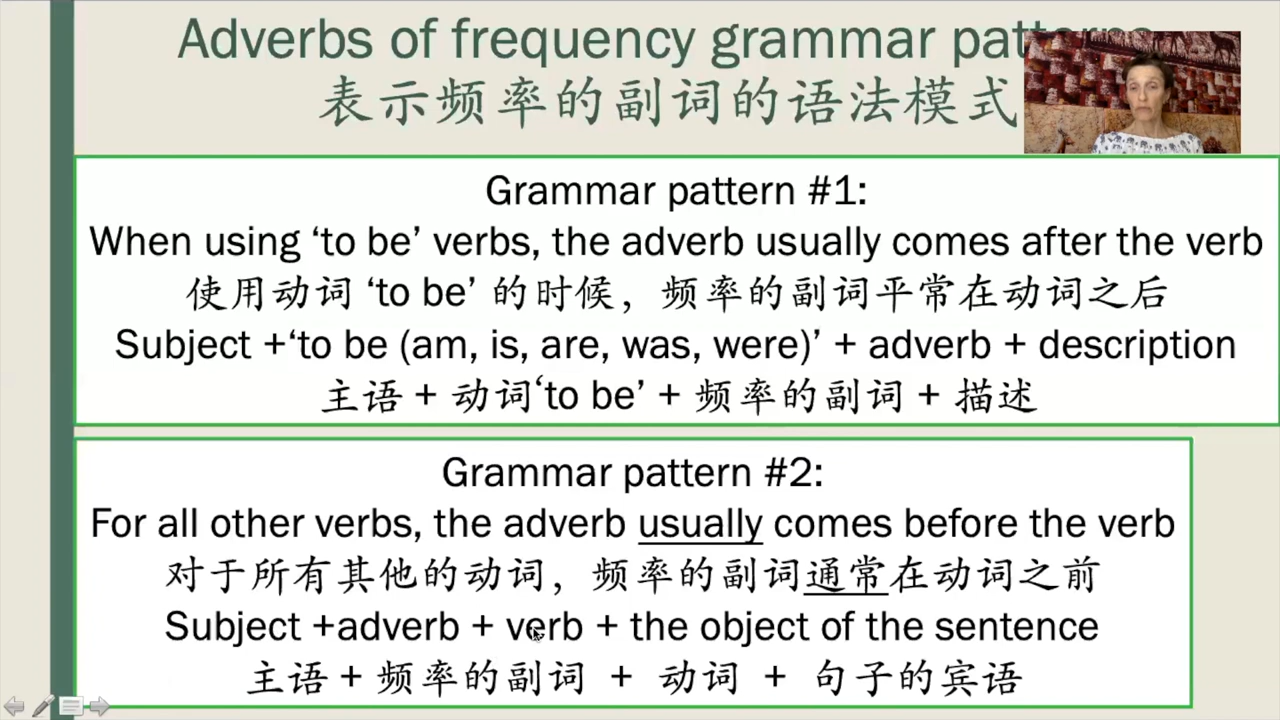 Adverbs of frequency grammar patterns
表示频率的副词的语法模式
Grammar pattern #1:
When using ‘to be’ verbs, the adverb usually comes after the verb
使用动词 ‘to be’ 的时候，频率的副词平常在动词之后
Subject +‘to be (am, is, are, was, were)’ + adverb + description
主语 + 动词‘to be’ + 频率的副词 + 描述
Grammar pattern #2:
For all other verbs, the adverb usually comes before the verb
对于所有其他的动词，频率的副词通常在动词之前
Subject +adverb + verb + the object of the sentence
主语 + 频率的副词 + 动词 + 句子的宾语